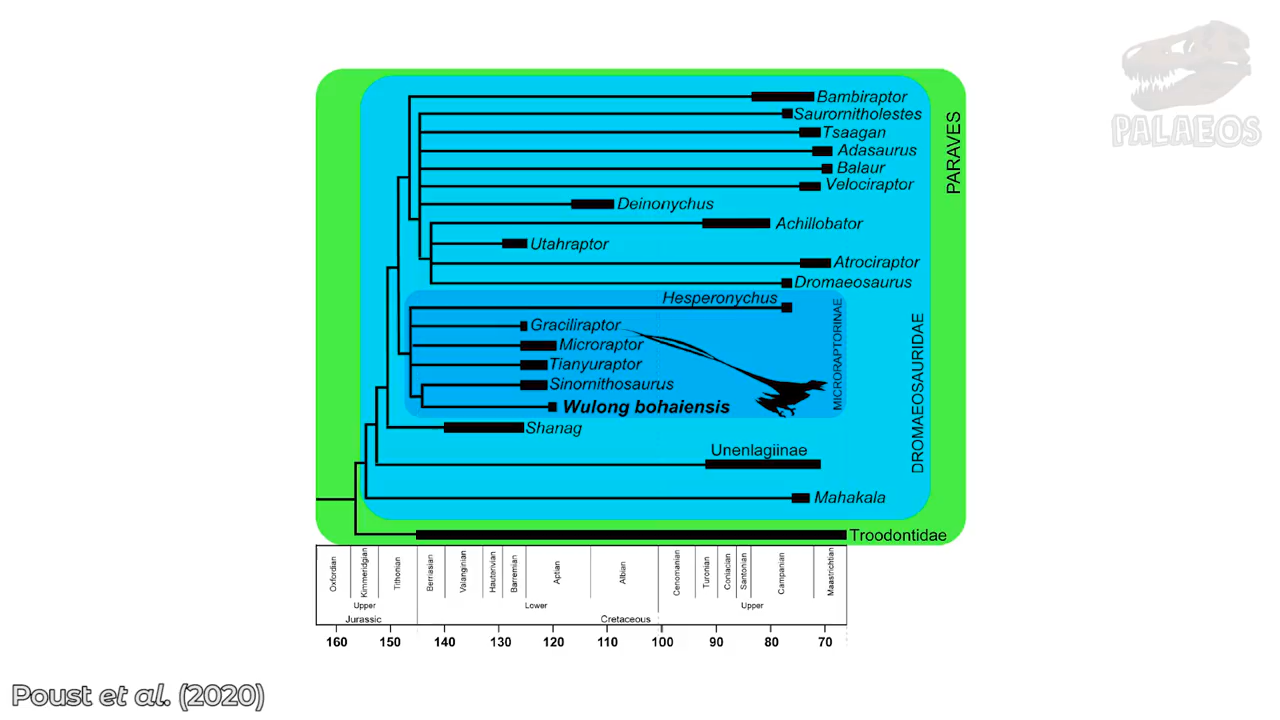 PALAEOS
Bambiraptor
Saurornitholestes
Tsaagan
Adasaurus
Balaur
Velociraptor
Deinonychus
Achillobator
Utahraptor
Atrociraptor
Dromaeosaurus
Hesperonychus
Graciliraptor
Microraptor
Tianyuraptor
Sinornithosaurus
Wulong bohaiensis
Shanag
Unenlagiinae
Mahakala
Troodontidae
MICRORAPTORINAE
DROMAEOSAURIDAE
PARAVES
Oxfordian Kimmeridgian Tithonian Berriasian Valanginian Hauterivian Barremian Aptian Albian Cenomanian Turonian Coniacian Santonian Campanian Maastrichtian
Upper Lower Upper
Jurassic Cretaceous
160 150 140 130 120 110 100 90 80 70
Poust et al. (2020)